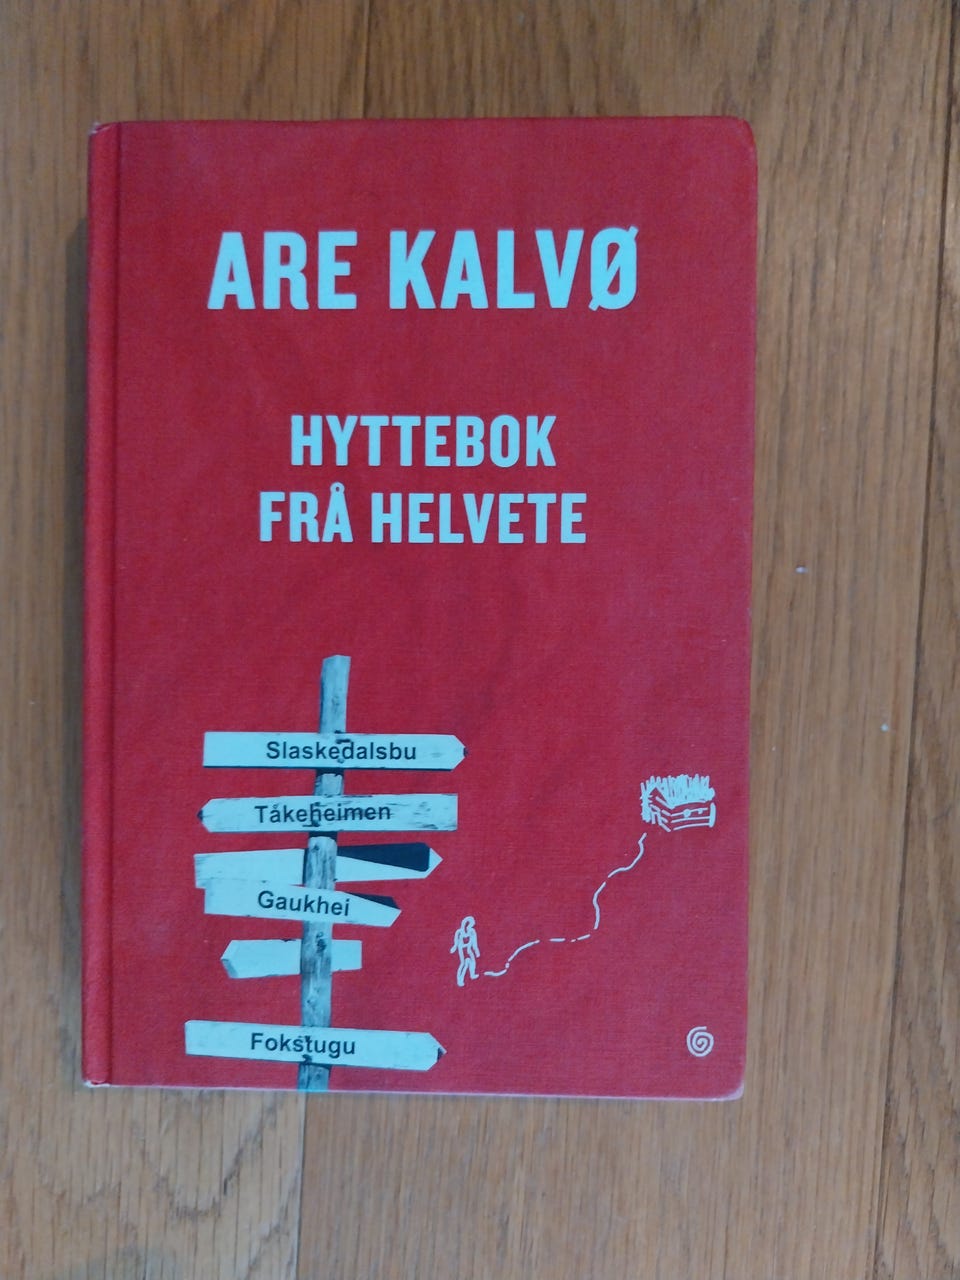 ARE KALVØ
HYTTEBOK
FRÅ HELVETE
Slaskedalsbu
Tåkeheimen
Gaukhei
Fokstugu